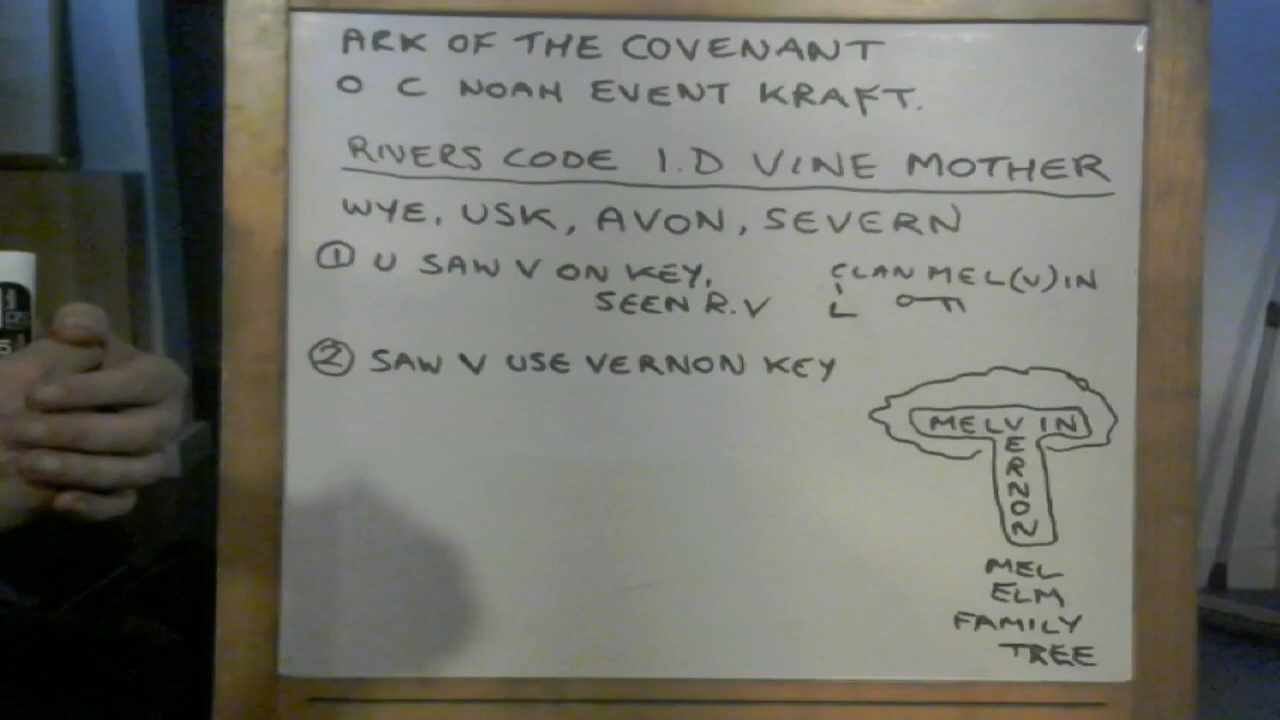 ARK OF THE COVENANT
O C NOAH EVENT KRAFT.
RIVERS CODE I.D VINE MOTHER
WYE, USK, AVON, SEVERN
① U SAW V ON KEY.
SEEN R.V
CLAN MEL(V)IN
L
② SAW V USE VERNON KEY
MELVIN
ERNON
MEL
ELM
FAMILY
TREE